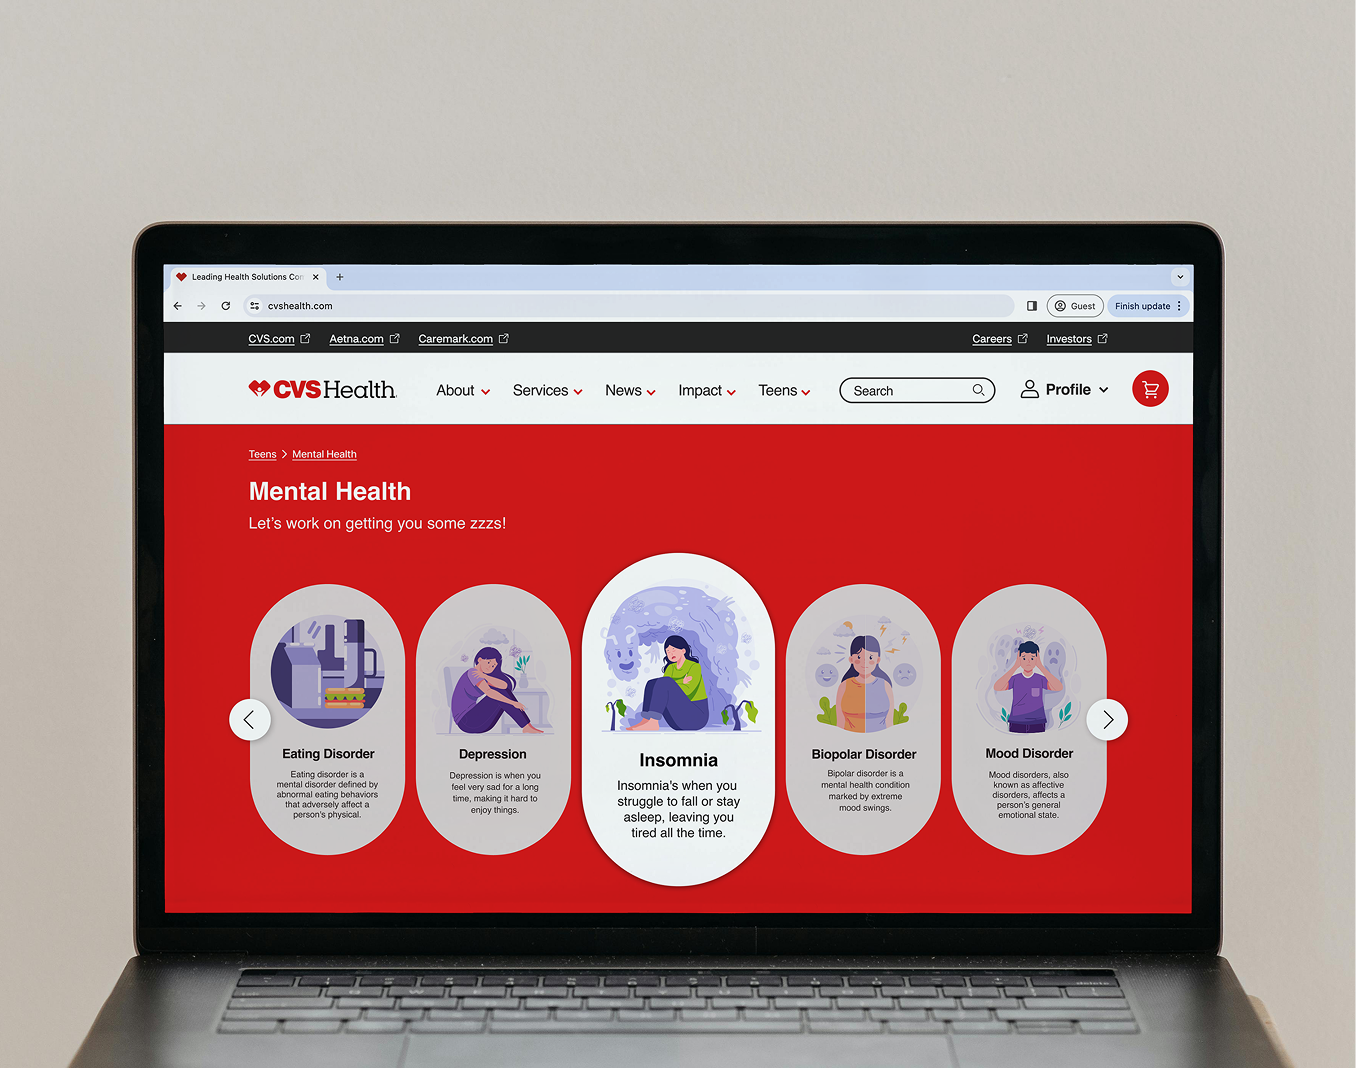 Leading Health Solutions Con
cvshealth.com
Guest
Finish update
CVS.com
Aetna.com
Caremark.com
Careers
Investors
CVSHealth.
About
Services
News
Impact
Teens
Search
Profile
Teens > Mental Health
Mental Health
Let's work on getting you some zzzs!
Eating Disorder
Eating disorder is a
mental disorder defined by
abnormal eating behaviors
that adversely affect a
person's physical.
Depression
Depression is when you
feel very sad for a long
time, making it hard to
enjoy things.
Insomnia
Insomnia's when you
struggle to fall or stay
asleep, leaving you
tired all the time.
Biopolar Disorder
Bipolar disorder is a
mental health condition
marked by extreme
mood swings.
Mood Disorder
Mood disorders, also
known as affective
disorders, affects a
person's general
emotional state.
delete